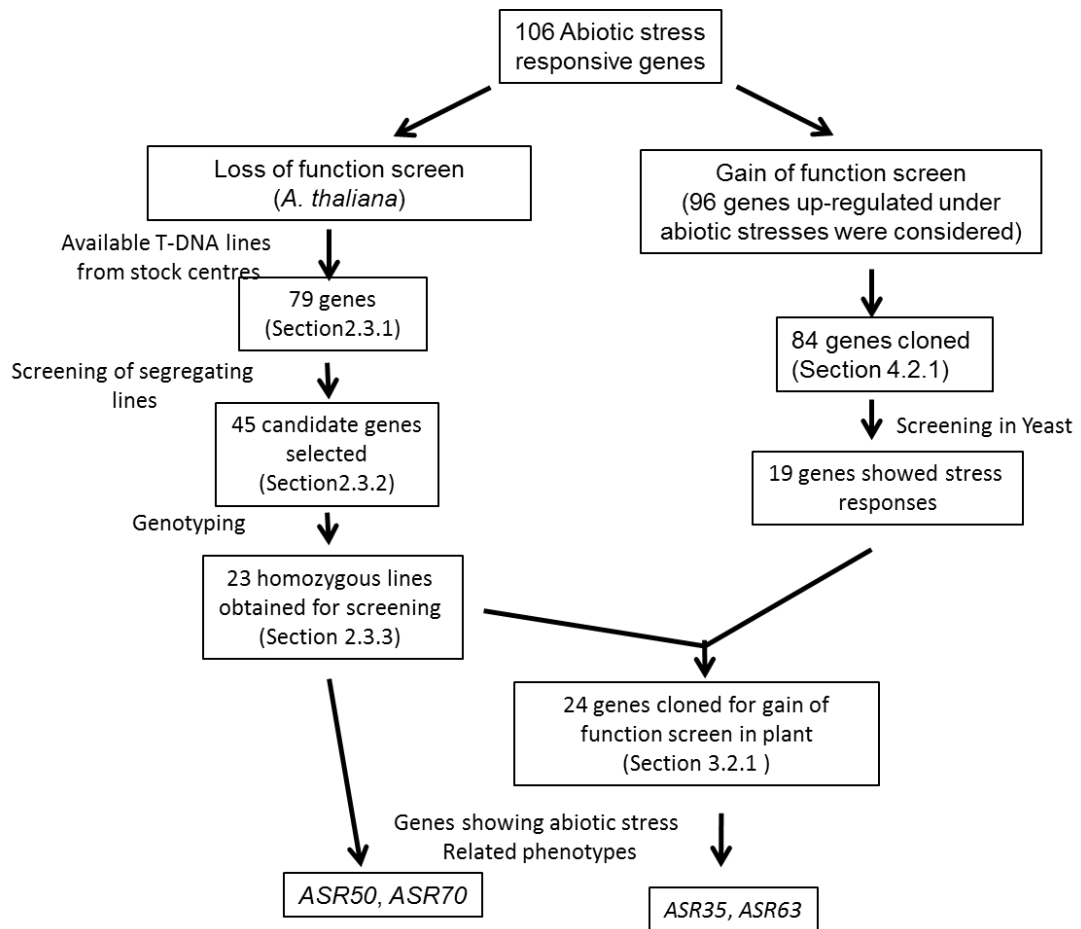 106 Abiotic stress
responsive genes
Loss of function screen
(A. thaliana)
Gain of function screen
(96 genes up-regulated under
abiotic stresses were considered)
Available T-DNA lines
from stock centres
79 genes
(Section2.3.1)
84 genes cloned
(Section 4.2.1)
Screening of segregating
lines
Screening in Yeast
45 candidate genes
selected
(Section2.3.2)
19 genes showed stress
responses
Genotyping
23 homozygous lines
obtained for screening
(Section 2.3.3)
24 genes cloned for gain of
function screen in plant
(Section 3.2.1 )
Genes showing abiotic stress
Related phenotypes
ASR50, ASR70
ASR35, ASR63